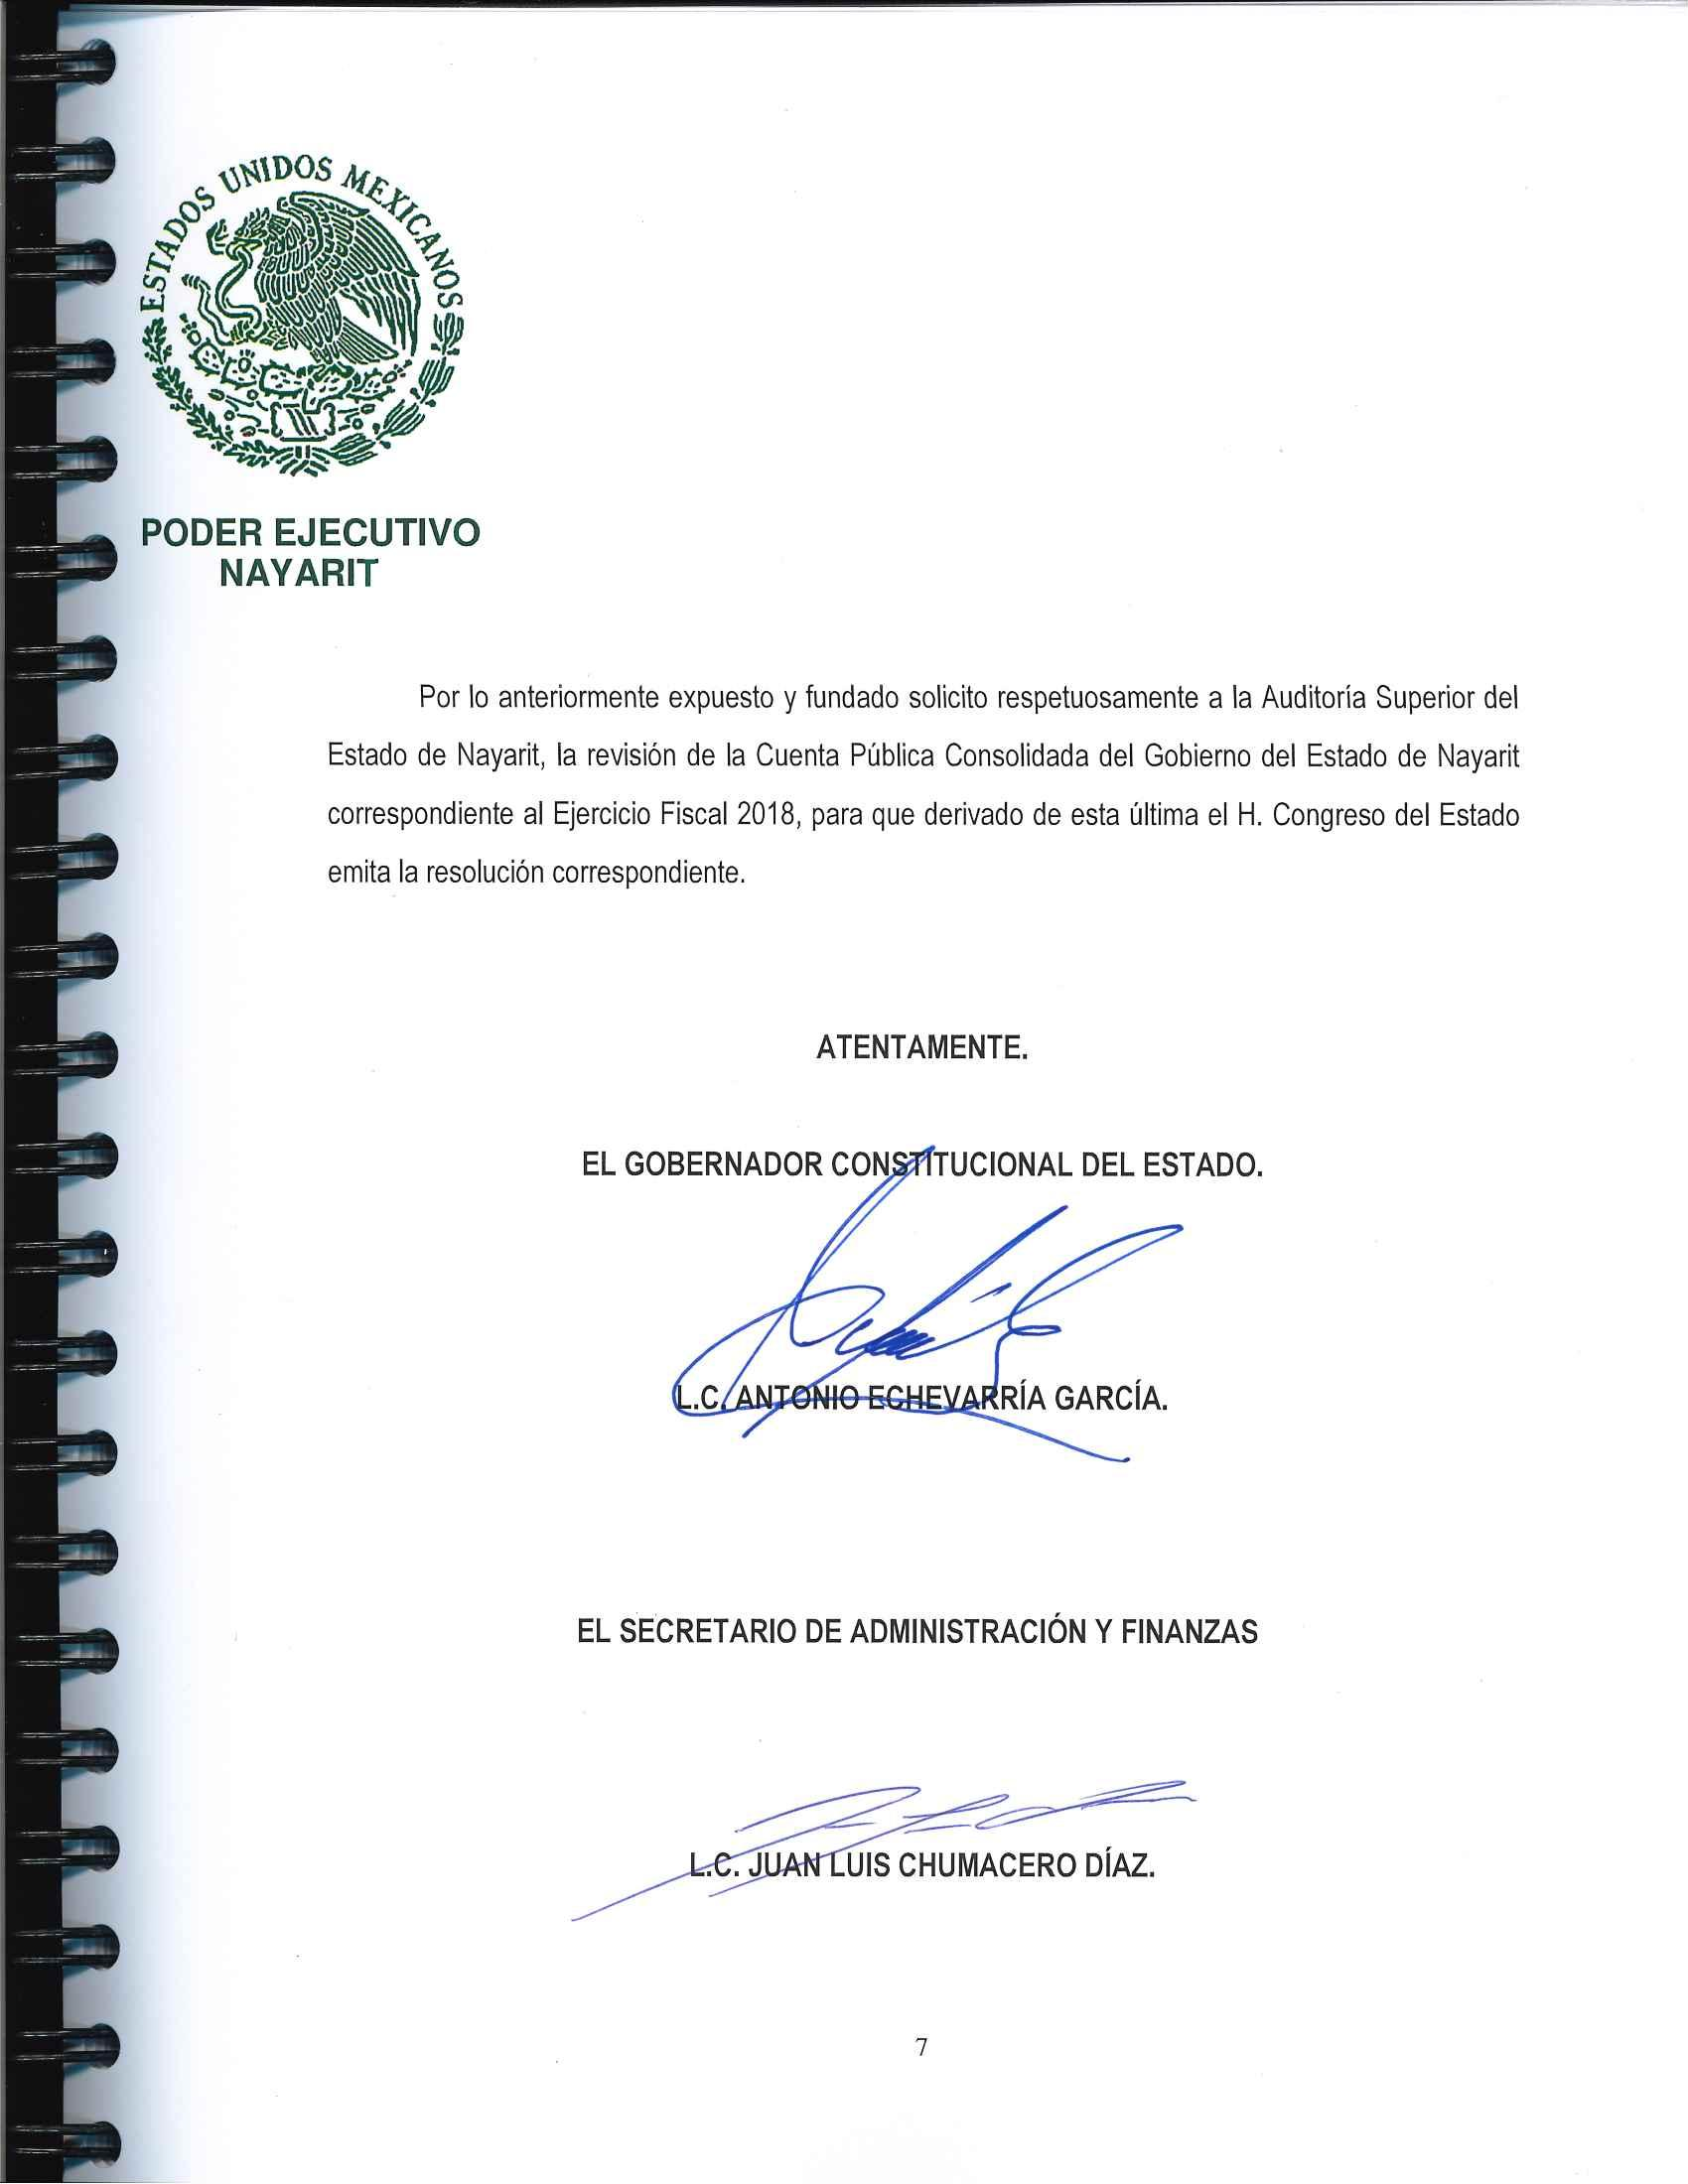 ESTADOS UNIDOS MEXICANOS
PODER EJECUTIVO
NAYARIT
Por lo anteriormente expuesto y fundado solicito respetuosamente a la Auditoría Superior del
Estado de Nayarit, la revisión de la Cuenta Pública Consolidada del Gobierno del Estado de Nayarit
correspondiente al Ejercicio Fiscal 2018, para que derivado de esta última el H. Congreso del Estado
emita la resolución correspondiente.
ATENTAMENTE.
EL GOBERNADOR CONSTITUCIONAL DEL ESTADO.
L.C. ANTONIO ECHEVARRÍA GARCÍA.
EL SECRETARIO DE ADMINISTRACIÓN Y FINANZAS
L.C. JUAN LUIS CHUMACERO DÍAZ.
7